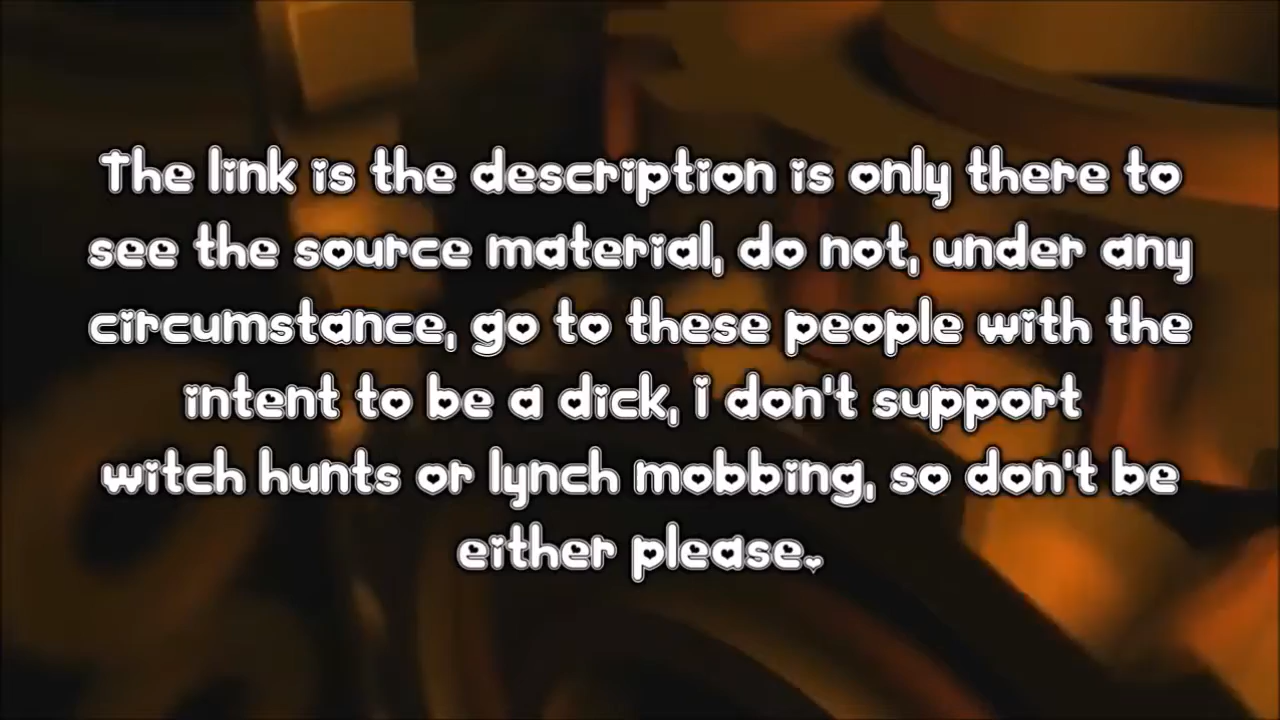 The link is the description is only there to
see the source material, do not, under any
circumstance, go to these people with the
intent to be a dick, i don't support
witch hunts or lynch mobbing, so don't be
either please.